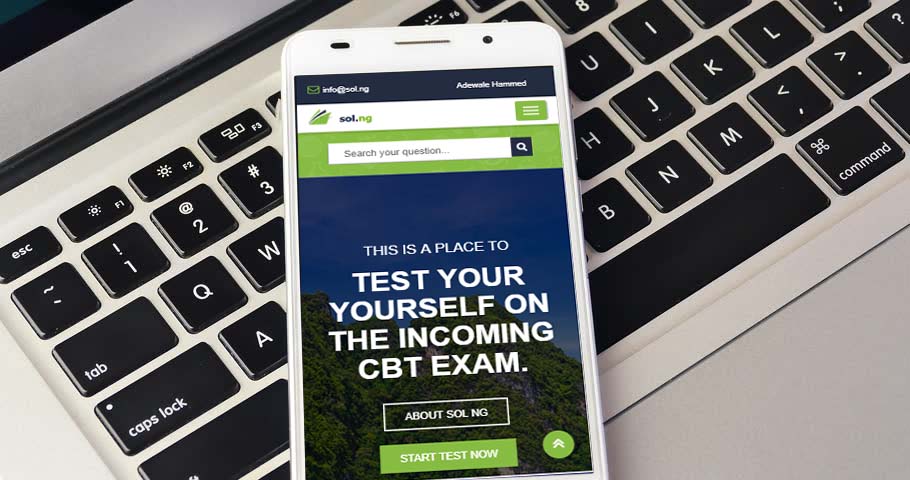 info@sol.ng Adewale Hammed
sol.ng
Search your question...
THIS IS A PLACE TO
TEST YOUR
YOURSELF ON
THE INCOMING
CBT EXAM.
ABOUT SOL NG
START TEST NOW
esc
F1
F2
F3
~
!
1
@
2
#
3
tab
Q
W
caps lock
A
U
I
H
J
K
L
:
;
B
N
M
<
,
>
.
?
⌘
command